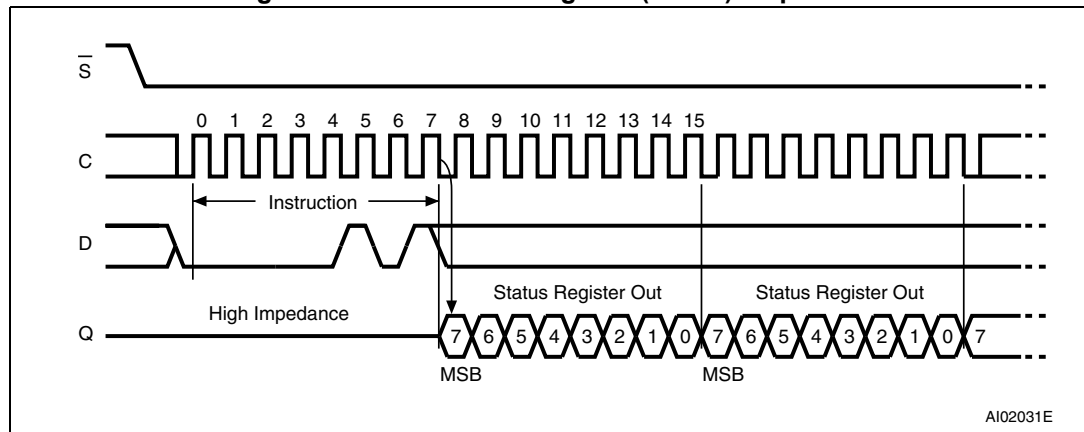 S
0 1 2 3 4 5 6 7 8 9 10 11 12 13 14 15
C
Instruction
D
Status Register Out Status Register Out
High Impedance
Q
7 6 5 4 3 2 1 0 7 6 5 4 3 2 1 0 7
MSB MSB
AI02031E